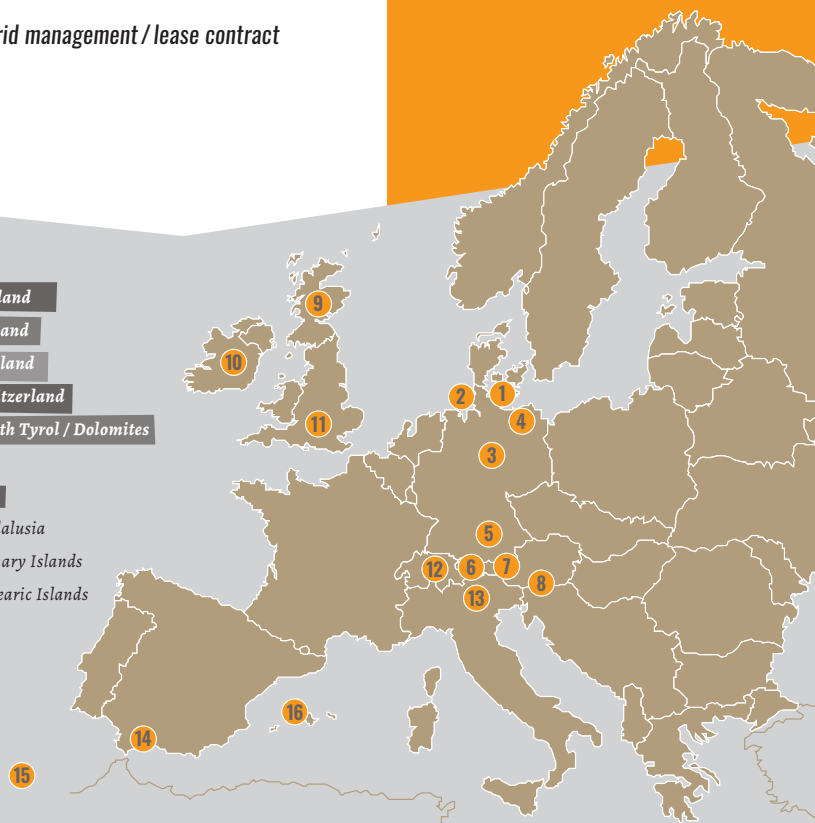 rid management / lease contract
land
and
land
tzerland
th Tyrol / Dolomites
alusia
ary Islands
earic Islands
9
10
2
1
11
4
3
5
12
6
7
8
13
16
14
15